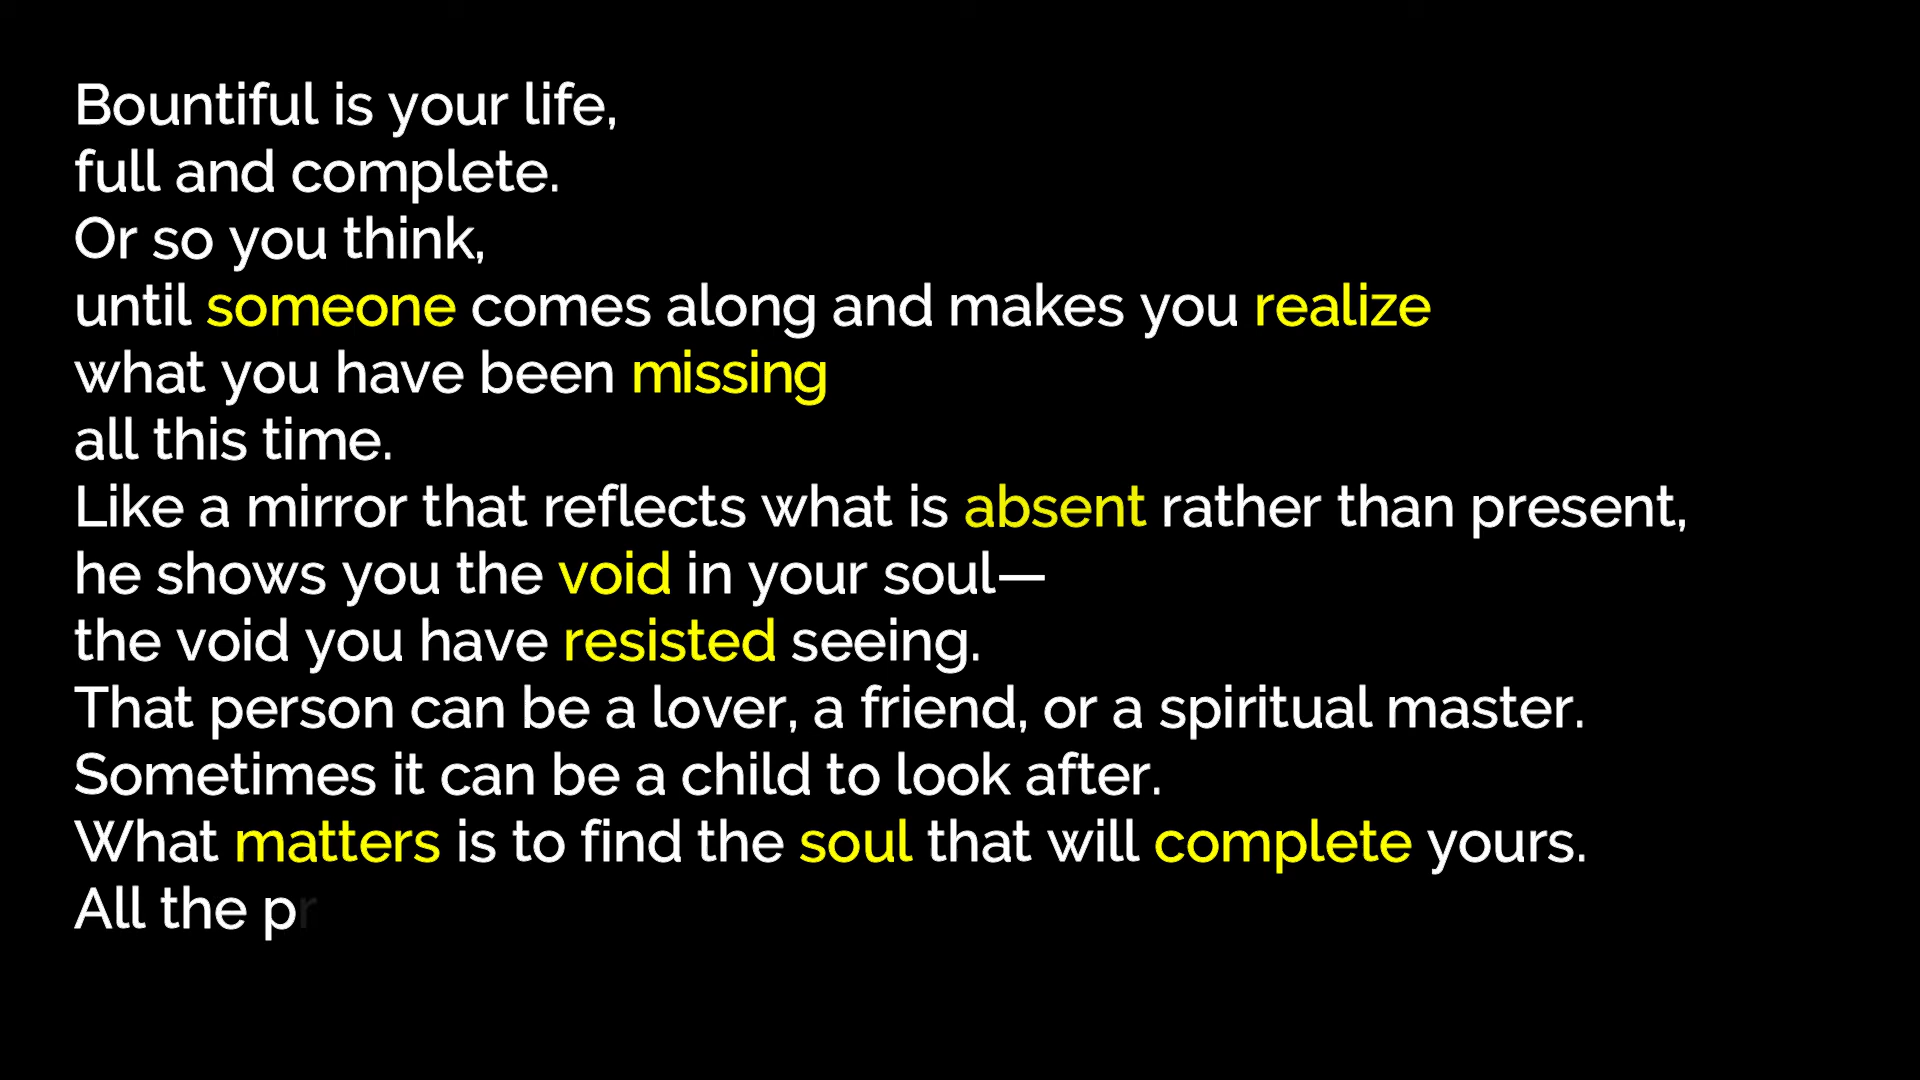 Bountiful is your life,
full and complete.
Or so you think,
until someone comes along and makes you realize
what you have been missing
all this time.
Like a mirror that reflects what is absent rather than present,
he shows you the void in your soul—
the void you have resisted seeing.
That person can be a lover, a friend, or a spiritual master.
Sometimes it can be a child to look after.
What matters is to find the soul that will complete yours.
All the pr